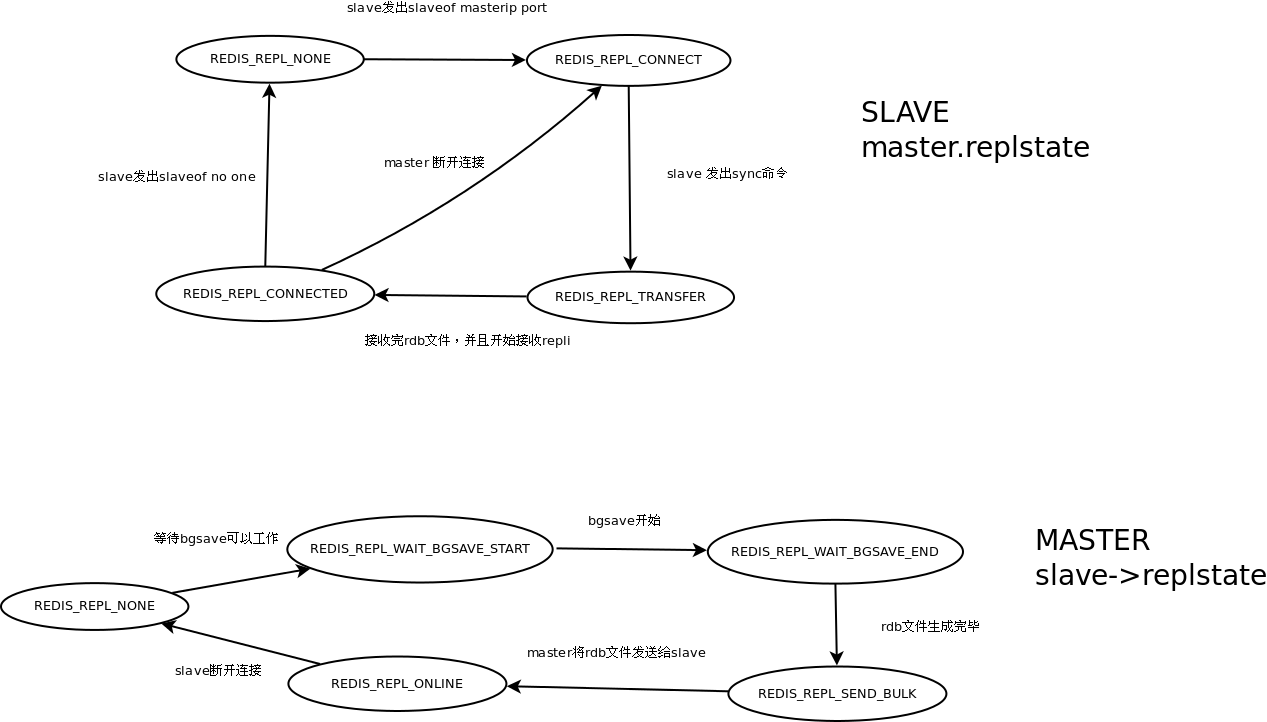 slave发出slaveof masterip port
REDIS_REPL_NONE
REDIS_REPL_CONNECT
SLAVE
master.replstate
master 断开连接
slave发出slaveof no one
slave 发出sync命令
REDIS_REPL_CONNECTED
REDIS_REPL_TRANSFER
接收完rdb文件，并且开始接收repli
bgsave开始
等待bgsave可以工作
REDIS_REPL_WAIT_BGSAVE_START
REDIS_REPL_WAIT_BGSAVE_END
MASTER
slave->replstate
REDIS_REPL_NONE
rdb文件生成完毕
master将rdb文件发送给slave
slave断开连接
REDIS_REPL_ONLINE
REDIS_REPL_SEND_BULK